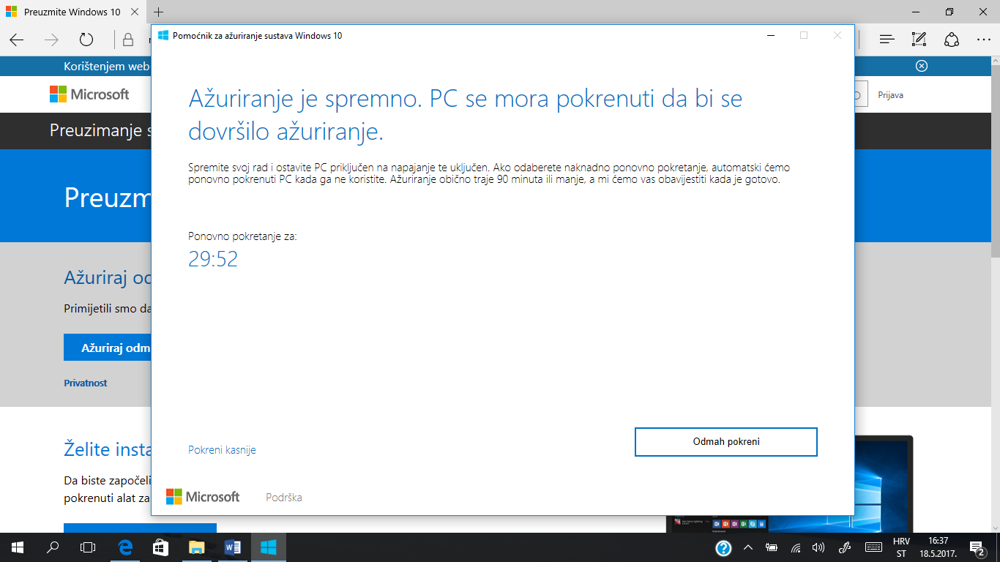 Preuzmite Windows 10
Pomoćnik za ažuriranje sustava Windows 10
Korištenjem web
Microsoft
Prijava
Preuzimanje s
Preuzm
Ažuriranje je spremno. PC se mora pokrenuti da bi se
dovršilo ažuriranje.
Spremite svoj rad i ostavite PC priključen na napajanje te uključen. Ako odaberete naknadno ponovno pokretanje, automatski ćemo
ponovno pokrenuti PC kada ga ne koristite. Ažuriranje obično traje 90 minuta ili manje, a mi ćemo vas obavijestiti kada je gotovo.
Ponovno pokretanje za:
29:52
Ažuriraj od
Primijetili smo da
Ažuriraj odm
Privatnost
Želite insta
Da biste započeli
pokrenuti alat za
Pokreni kasnije
Odmah pokreni
Microsoft
Podrška
HRV
ST
16:37
18.5.2017.
2